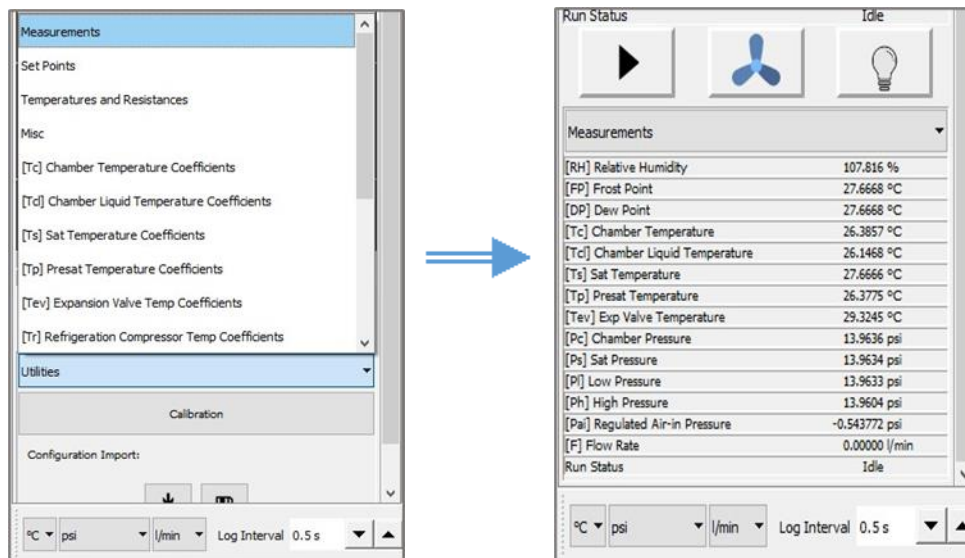 Measurements
Set Points
Temperatures and Resistances
Misc
[Tc] Chamber Temperature Coefficients
[Tcl] Chamber Liquid Temperature Coefficients
[Ts] Sat Temperature Coefficients
[Tp] Presat Temperature Coefficients
[Tev] Expansion Valve Temp Coefficients
[Tr] Refrigeration Compressor Temp Coefficients
Utilities
Calibration
Configuration Import:
°C psi l/min Log Interval 0.5 s
Run Status Idle
Measurements
[RH] Relative Humidity 107.816 %
[FP] Frost Point 27.6668 °C
[DP] Dew Point 27.6668 °C
[Tc] Chamber Temperature 26.3857 °C
[Tcl] Chamber Liquid Temperature 26.1468 °C
[Ts] Sat Temperature 27.6666 °C
[Tp] Presat Temperature 26.3775 °C
[Tev] Exp Valve Temperature 29.3245 °C
[Pc] Chamber Pressure 13.9636 psi
[Ps] Sat Pressure 13.9634 psi
[Pl] Low Pressure 13.9633 psi
[Ph] High Pressure 13.9604 psi
[Pai] Regulated Air-in Pressure -0.543772 psi
[F] Flow Rate 0.00000 l/min
Run Status Idle
°C psi l/min Log Interval 0.5 s